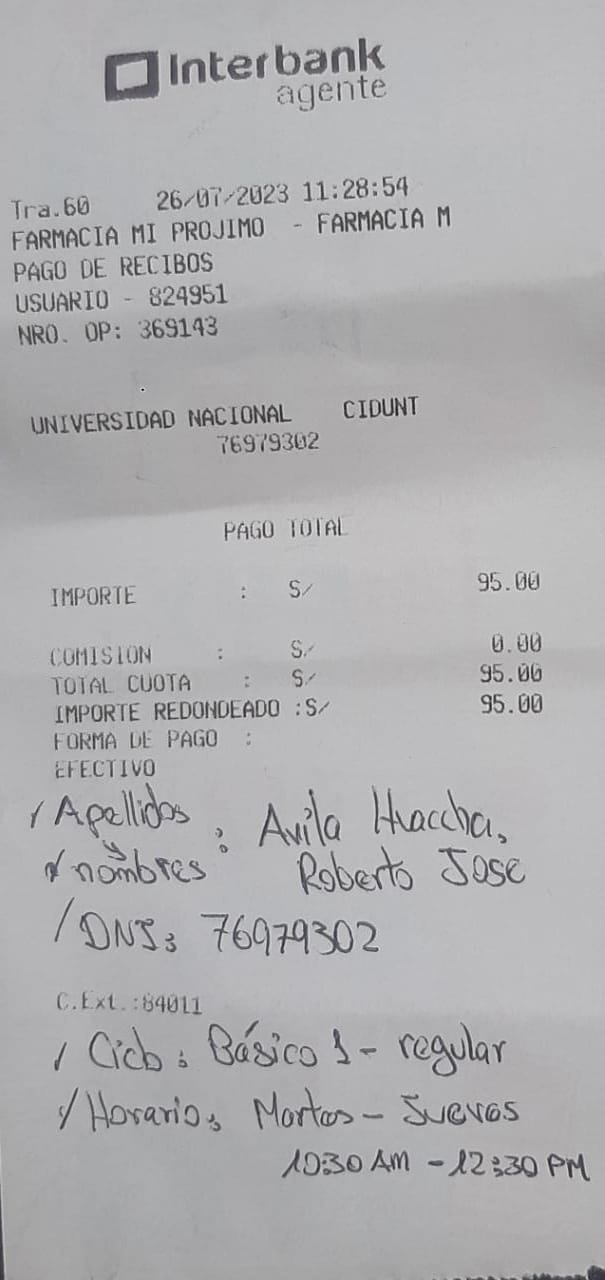 Interbank
agente
Tra.60 26/07/2023 11:28:54
FARMACIA MI PROJIMO - FARMACIA M
PAGO DE RECIBOS
USUARIO - 824951
NRO. OP: 369143
UNIVERSIDAD NACIONAL CIDUNT
76979302
PAGO TOTAL
IMPORTE : S/ 95.00
COMISION : S/ 0.00
TOTAL CUOTA : S/ 95.00
IMPORTE REDONDEADO :S/ 95.00
FORMA DE PAGO :
EFECTIVO
/ Apellidos
y : Avila Huaccha,
/ nombres Roberto Jose
/ DNI: 76979302
C.Ext.:84011
/ Ciclo: Básico 1 - regular
/ Horario: Martes - Jueves
10:30 AM - 12:30 PM